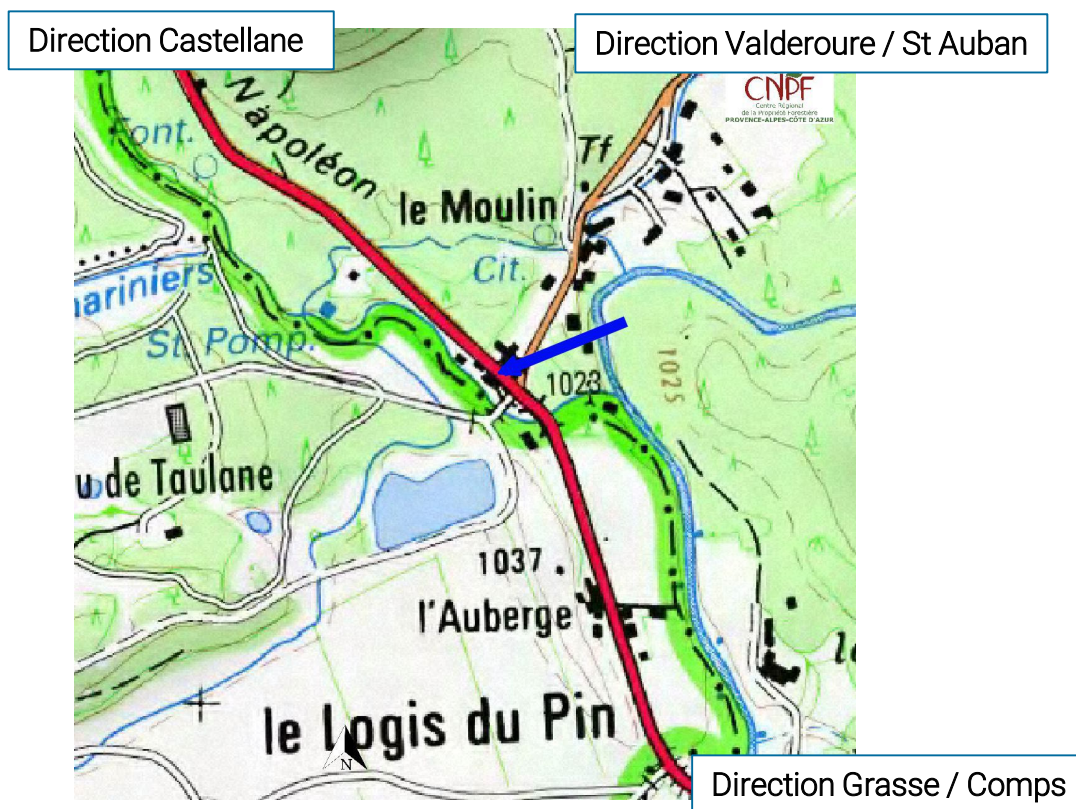 Direction Castellane
Direction Valderoure / St Auban
CNPF
Centre Régional
de la Propriété Forestière
PROVENCE-ALPES-CÔTE D'AZUR
Napoléon
Font.
Tf
le Moulin
Cit.
ariniers
St. Pomp.
1023
1025
u de Taulane
1037
l'Auberge
le Logis du Pin
N
Direction Grasse / Comps